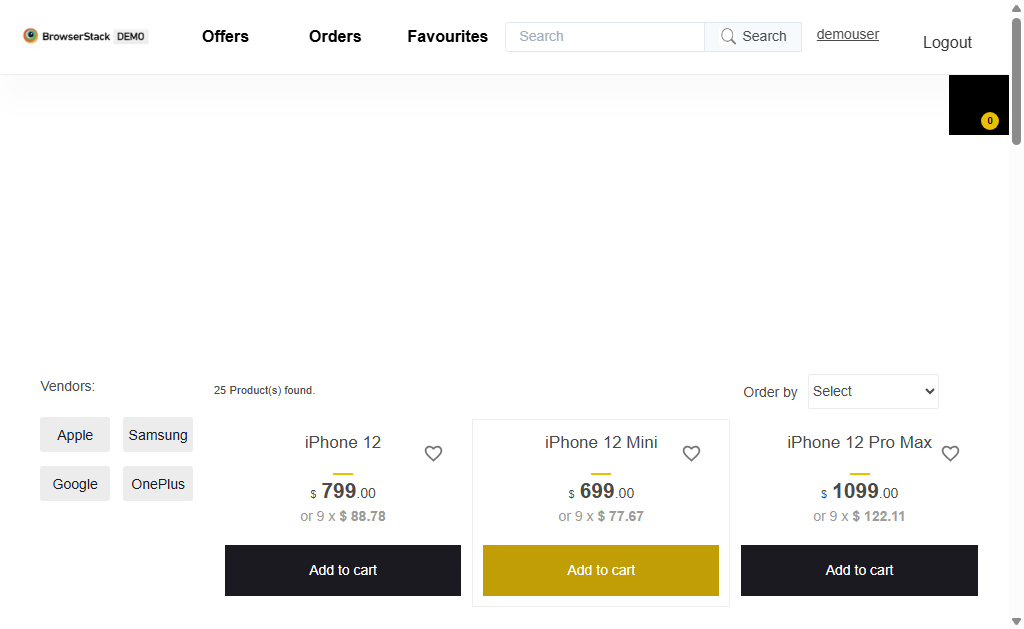 BrowserStack DEMO Offers Orders Favourites Search Search demouser Logout
0
Vendors:
25 Product(s) found.
Order by Select
Apple Samsung
Google OnePlus
iPhone 12
$ 799.00
or 9 x $ 88.78
Add to cart
iPhone 12 Mini
$ 699.00
or 9 x $ 77.67
Add to cart
iPhone 12 Pro Max
$ 1099.00
or 9 x $ 122.11
Add to cart